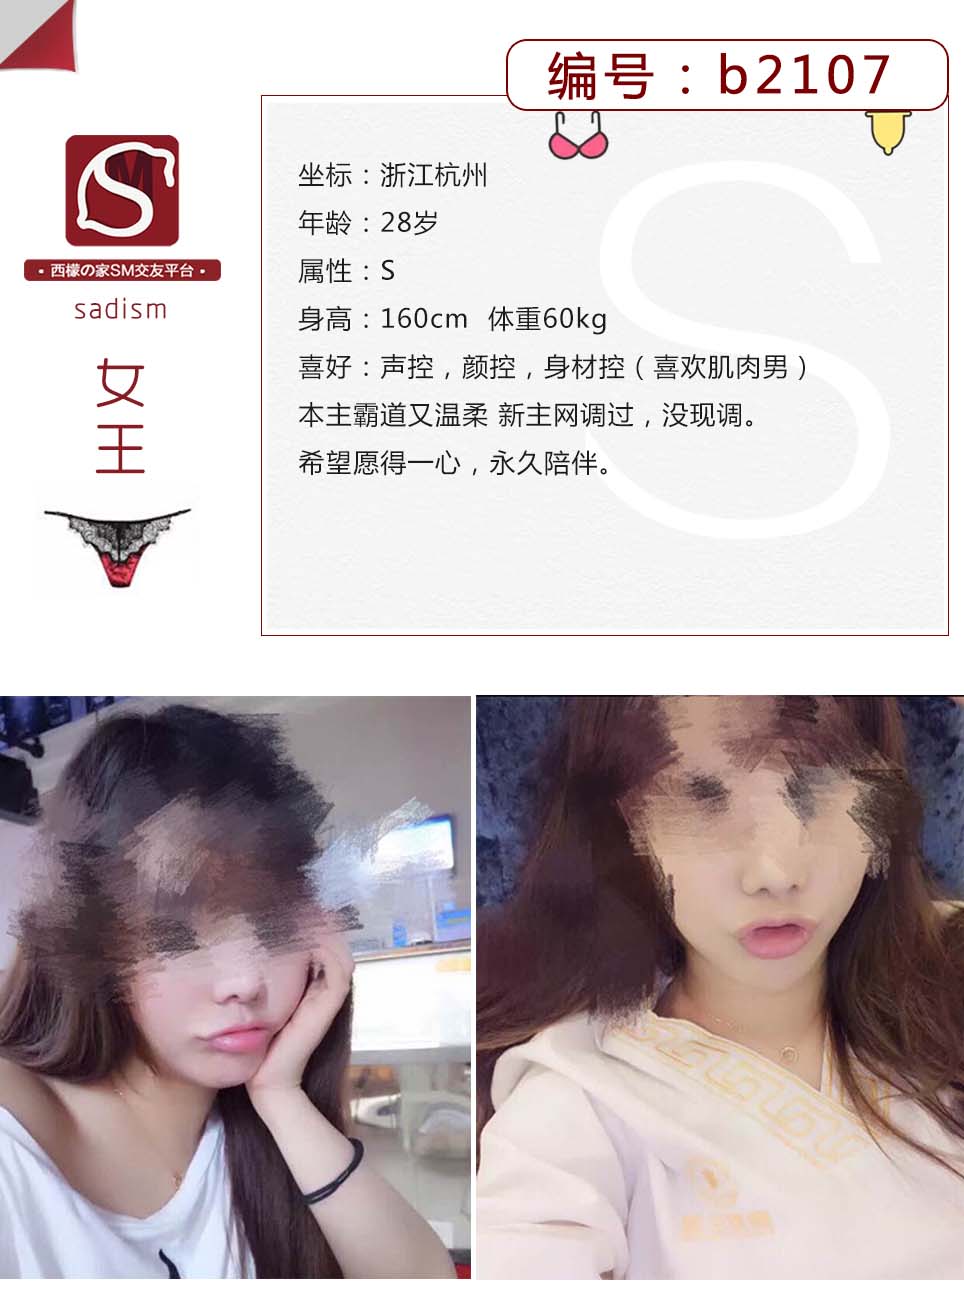 编号：b2107
SM
· 西檬の家SM交友平台 ·
sadism
女王
S
坐标：浙江杭州
年龄：28岁
属性：S
身高：160cm 体重60kg
喜好：声控，颜控，身材控（喜欢肌肉男）
本主霸道又温柔 新主网调过，没现调。
希望愿得一心，永久陪伴。